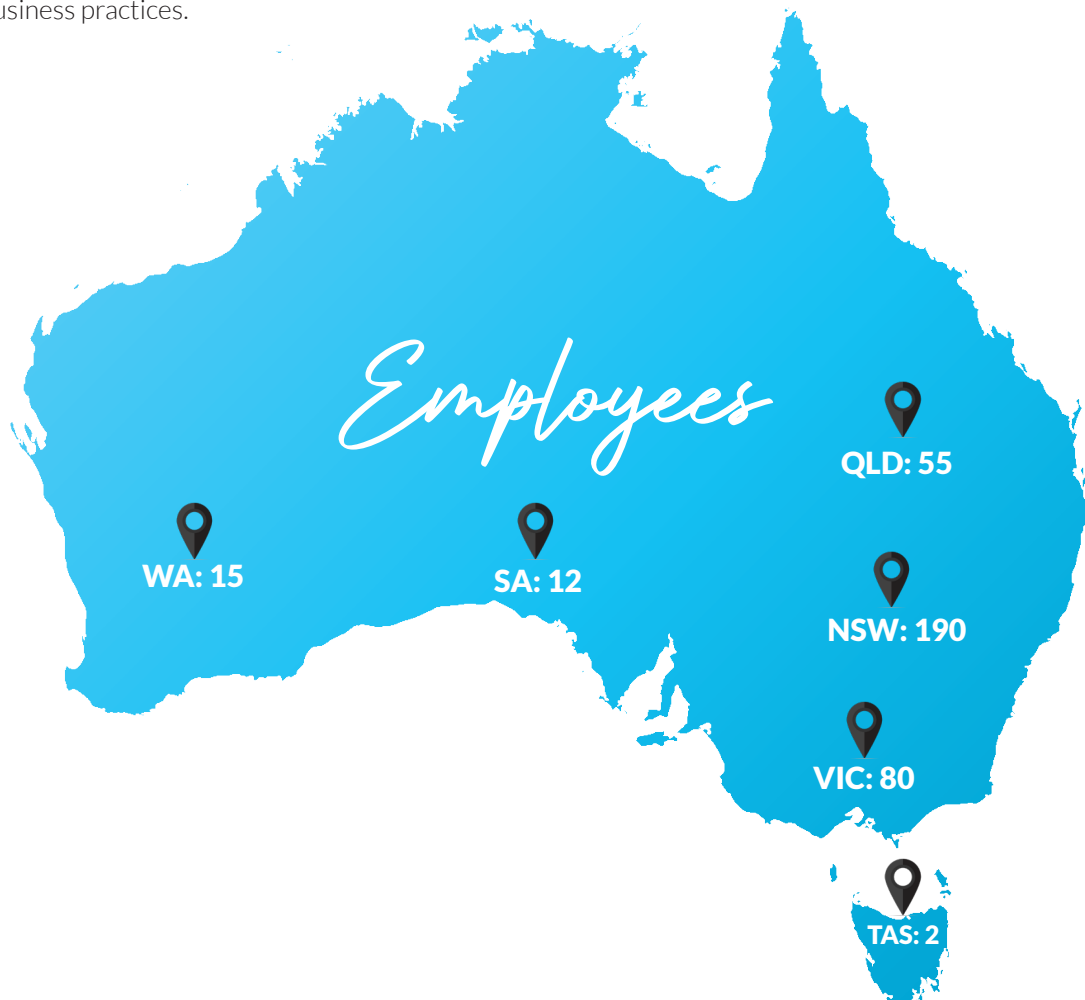 usiness practices.
Employees
QLD: 55
WA: 15
SA: 12
NSW: 190
VIC: 80
TAS: 2